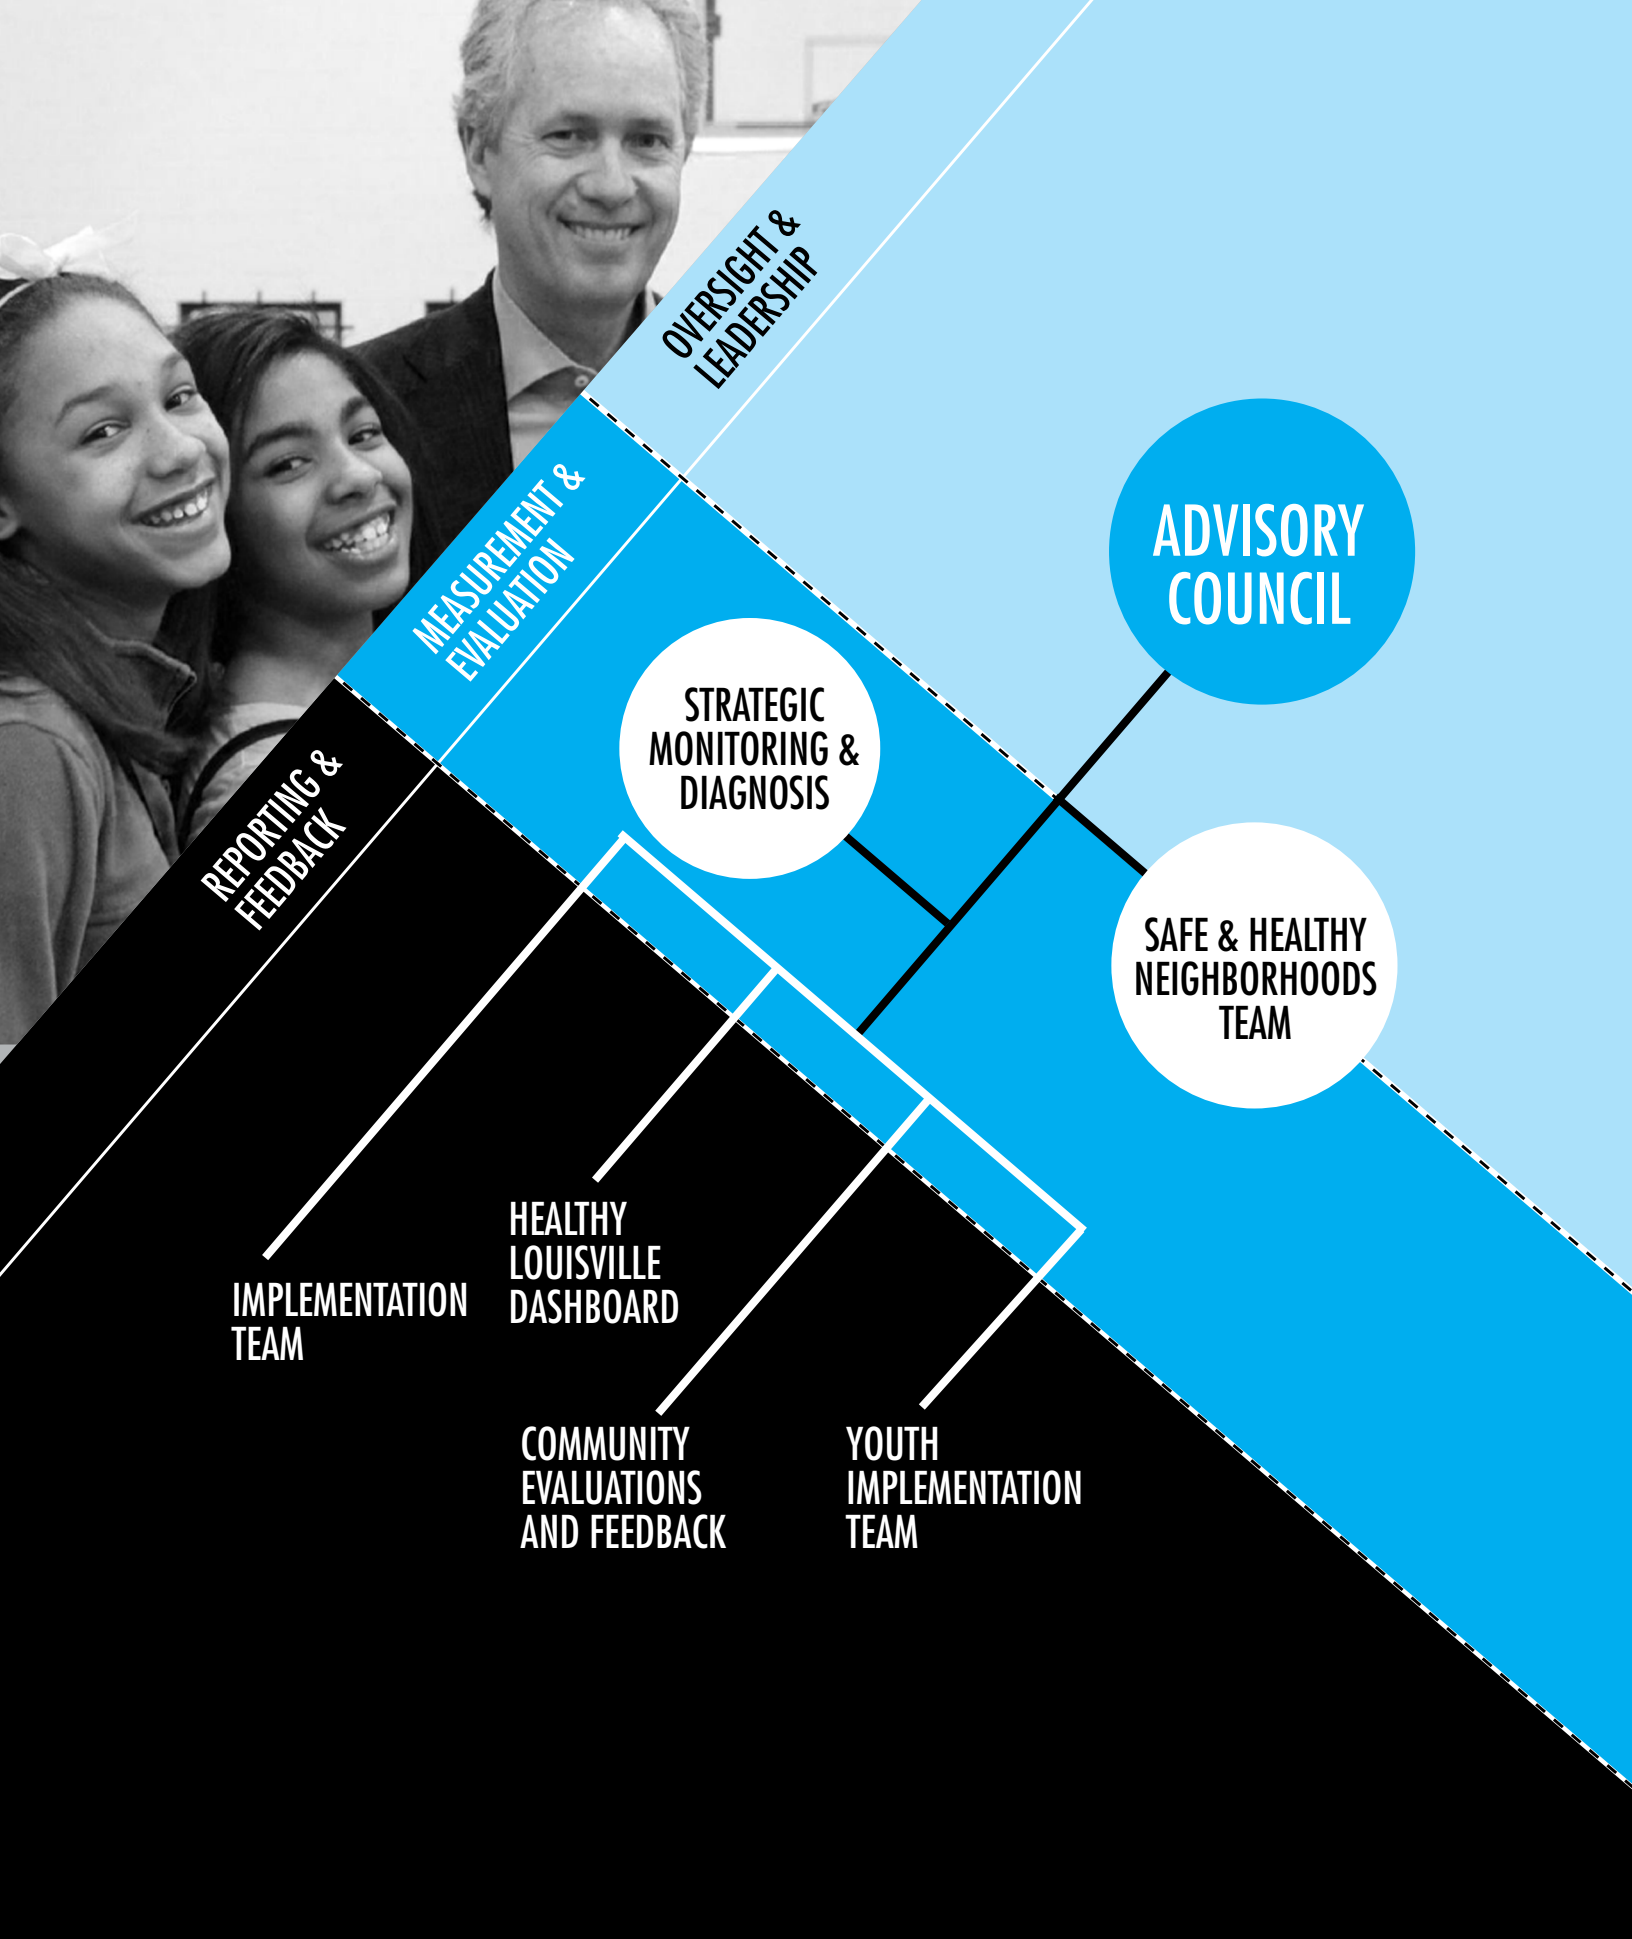 OVERSIGHT &
LEADERSHIP
MEASUREMENT &
EVALUATION
REPORTING &
FEEDBACK
ADVISORY
COUNCIL
STRATEGIC
MONITORING &
DIAGNOSIS
SAFE & HEALTHY
NEIGHBORHOODS
TEAM
IMPLEMENTATION
TEAM
HEALTHY
LOUISVILLE
DASHBOARD
COMMUNITY
EVALUATIONS
AND FEEDBACK
YOUTH
IMPLEMENTATION
TEAM